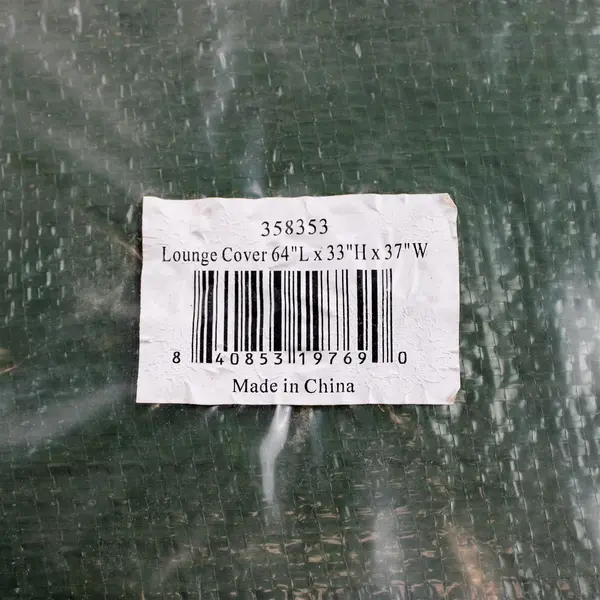 358353
Lounge Cover 64"L x 33"H x 37"W
8 40853 19769 0
Made in China